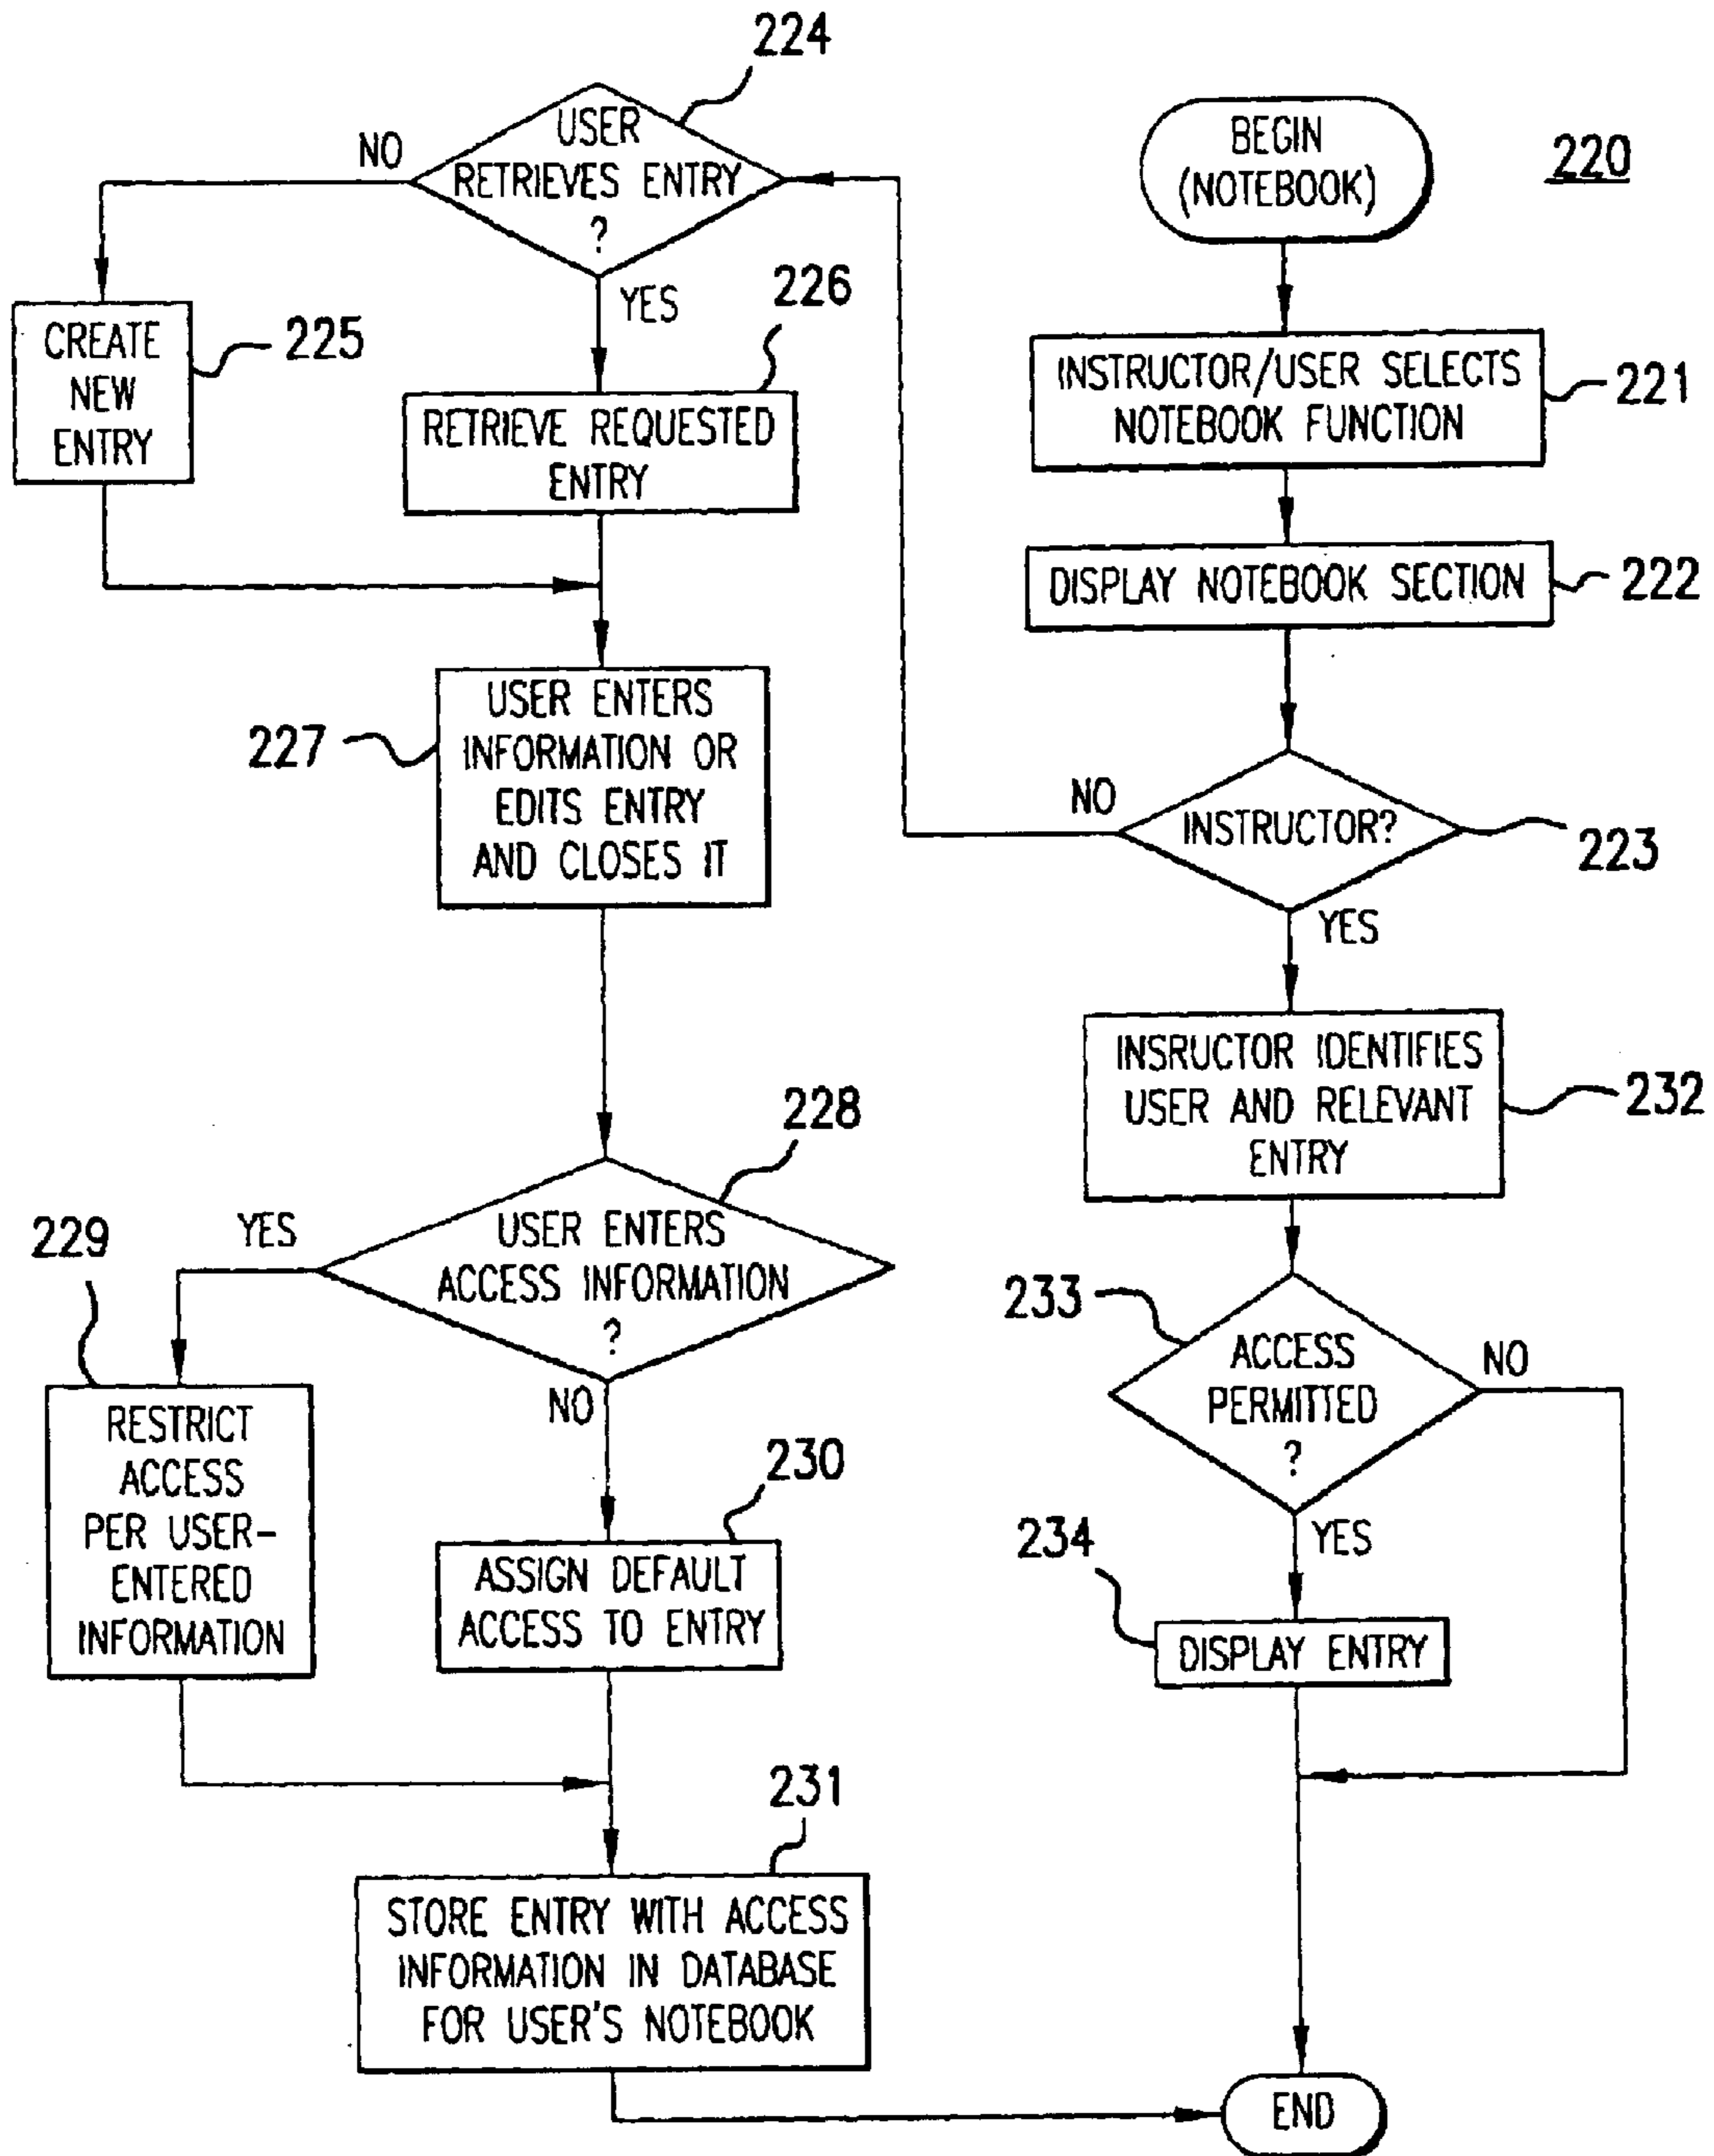 BEGIN
(NOTEBOOK)
220
INSTRUCTOR/USER SELECTS
NOTEBOOK FUNCTION
221
DISPLAY NOTEBOOK SECTION
222
INSTRUCTOR?
223
NO
YES
224
USER
RETRIEVES ENTRY
?
NO
YES
CREATE
NEW
ENTRY
225
226
RETRIEVE REQUESTED
ENTRY
227
USER ENTERS
INFORMATION OR
EDITS ENTRY
AND CLOSES IT
228
USER ENTERS
ACCESS INFORMATION
?
YES
NO
229
RESTRICT
ACCESS
PER USER-
ENTERED
INFORMATION
230
ASSIGN DEFAULT
ACCESS TO ENTRY
231
STORE ENTRY WITH ACCESS
INFORMATION IN DATABASE
FOR USER'S NOTEBOOK
INSRUCTOR IDENTIFIES
USER AND RELEVANT
ENTRY
232
233
ACCESS
PERMITTED
?
NO
YES
234
DISPLAY ENTRY
END